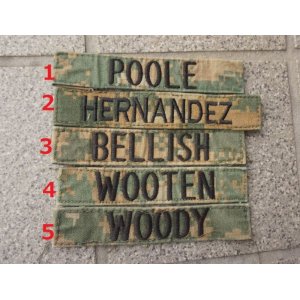 1 POOLE
2 HERNANDEZ
3 BELLISH
4 WOOTEN
5 WOODY